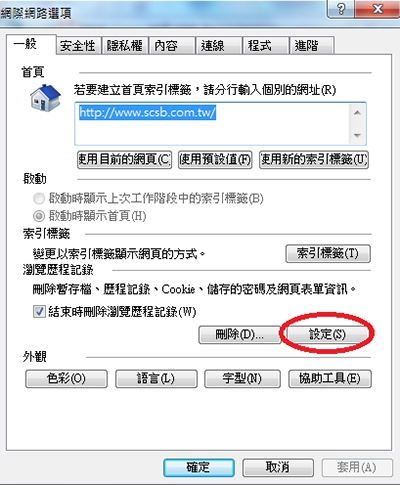 網際網路選項
一般 安全性 隱私權 內容 連線 程式 進階
首頁
若要建立首頁索引標籤，請分行輸入個別的網址(R)
http://www.scsb.com.tw/
使用目前的網頁(C 使用預設值(F) 使用新的索引標籤(U)
啟動
啟動時顯示上次工作階段中的索引標籤(B)
啟動時顯示首頁(H)
索引標籤
變更以索引標籤顯示網頁的方式。 索引標籤(T)
瀏覽歷程記錄
刪除暫存檔、歷程記錄、Cookie、儲存的密碼及網頁表單資訊。
結束時刪除瀏覽歷程記錄(W)
刪除(D)... 設定(S)
外觀
色彩(O) 語言(L) 字型(N) 協助工具(E)
確定 取消 套用(A)